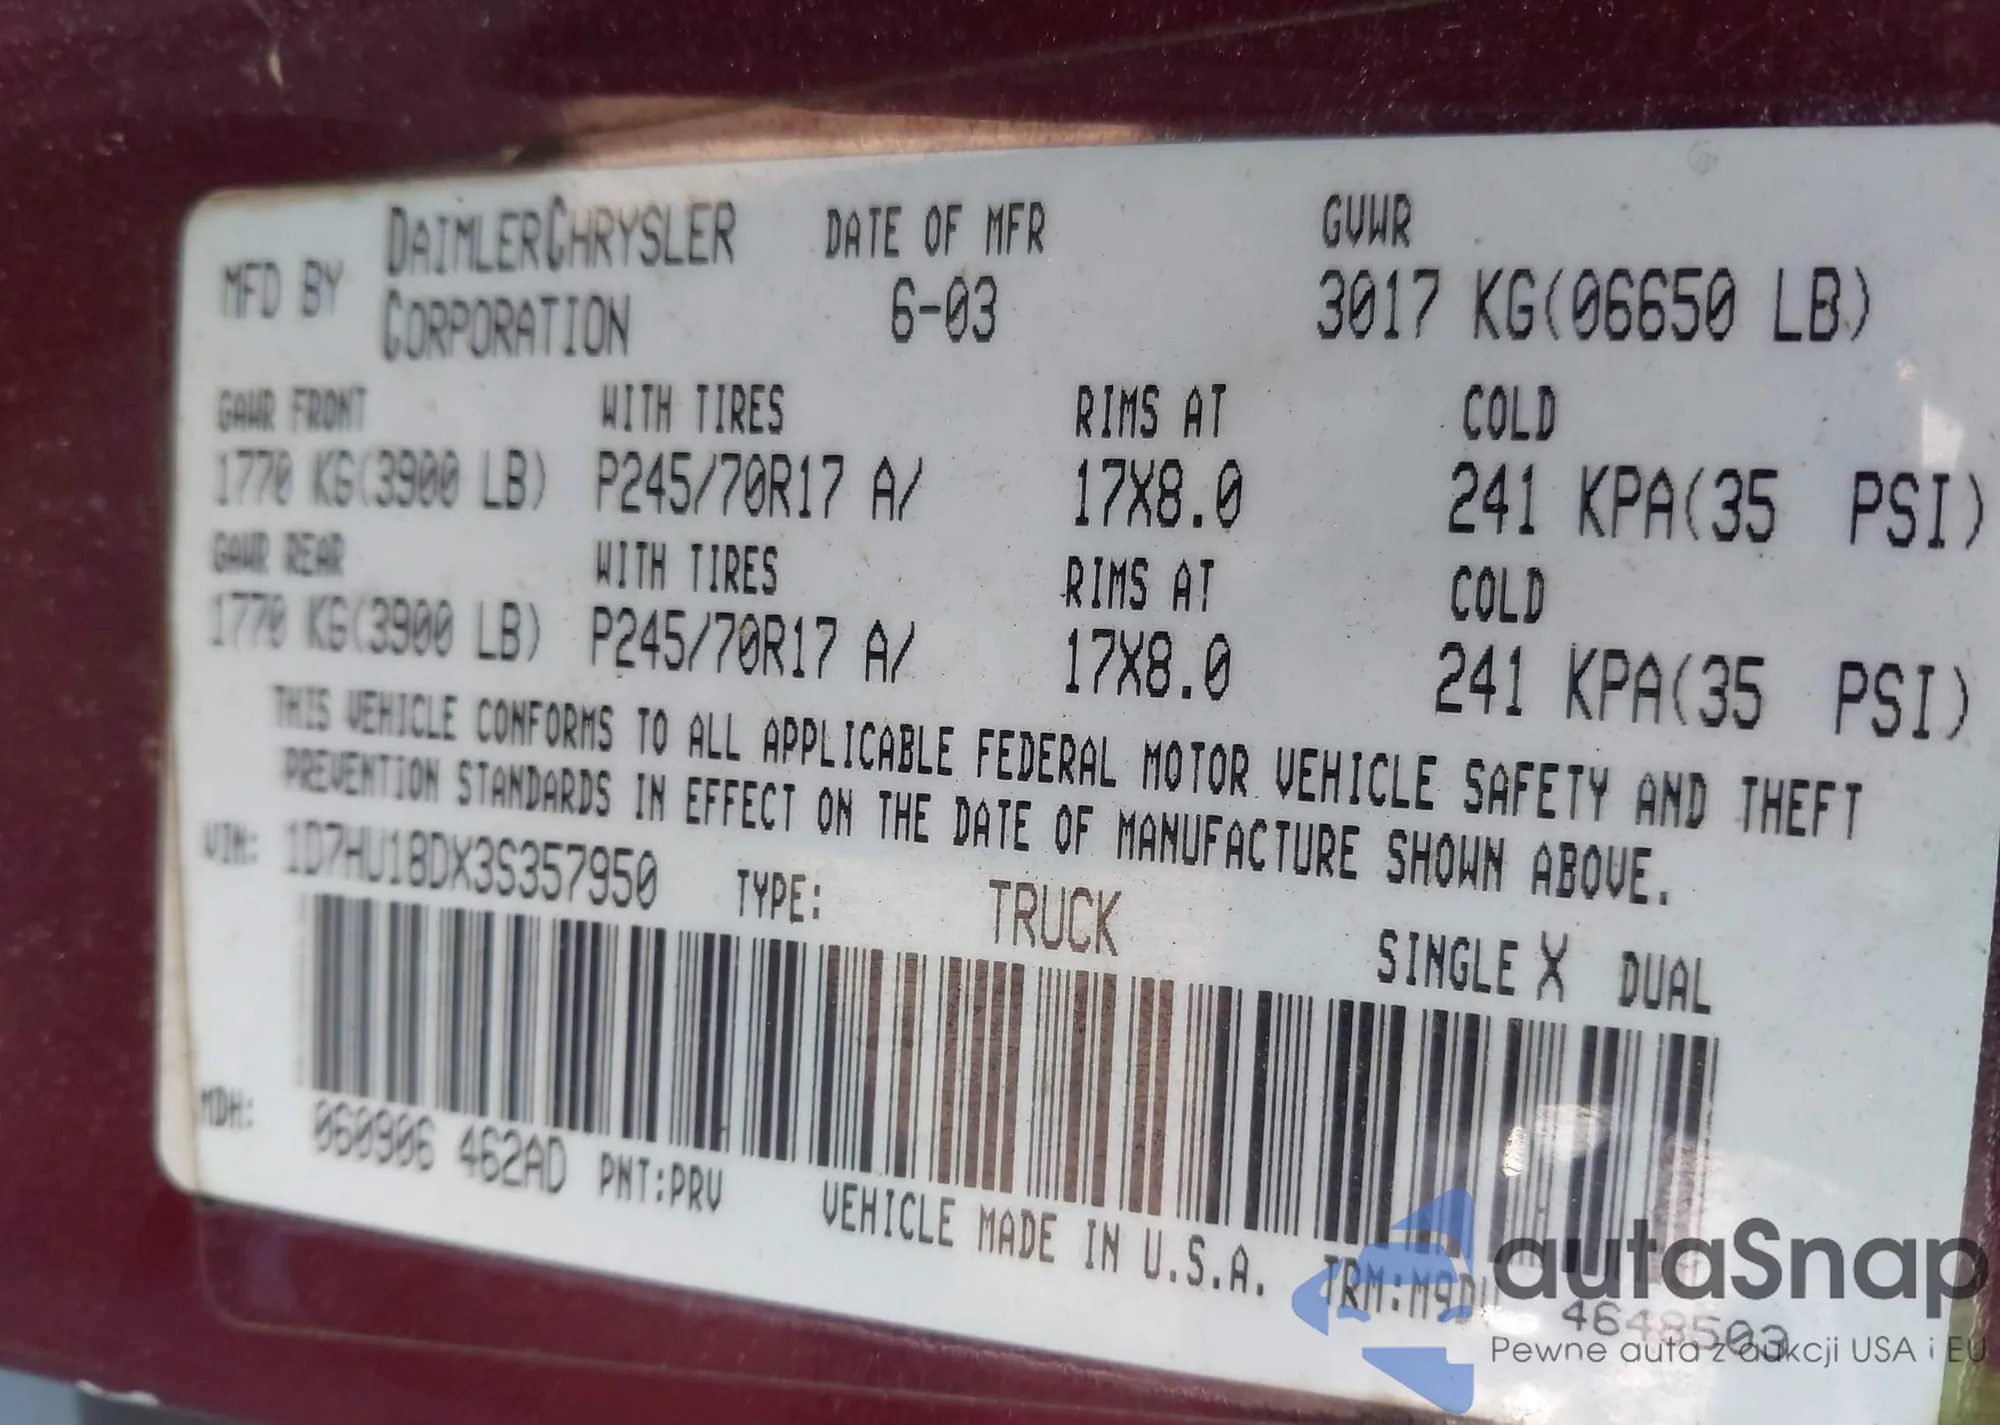 MFD BY DAIMLERCHRYSLER CORPORATION
DATE OF MFR
6-03
GVWR
3017 KG(06650 LB)
GAWR FRONT WITH TIRES RIMS AT COLD
1770 KG(3900 LB) P245/70R17 A/ 17X8.0 241 KPA(35 PSI)
GAWR REAR WITH TIRES RIMS AT COLD
1770 KG(3900 LB) P245/70R17 A/ 17X8.0 241 KPA(35 PSI)
THIS VEHICLE CONFORMS TO ALL APPLICABLE FEDERAL MOTOR VEHICLE SAFETY AND THEFT
PREVENTION STANDARDS IN EFFECT ON THE DATE OF MANUFACTURE SHOWN ABOVE.
VIN: 1D7HU18DX3S357950 TYPE: TRUCK SINGLE X DUAL
MDH: 060906 462AD PNT:PRV VEHICLE MADE IN U.S.A.
4648503
autaSnap
Pewne auta z aukcji USA i EU